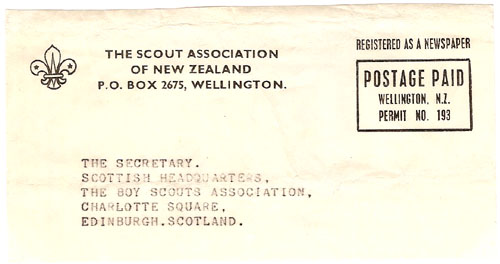 THE SCOUT ASSOCIATION
OF NEW ZEALAND
P.O. BOX 2675, WELLINGTON.
REGISTERED AS A NEWSPAPER
POSTAGE PAID
WELLINGTON, N.Z.
PERMIT NO. 193
THE SECRETARY.
SCOTTISH HEADQUARTERS,
THE BOY SCOUTS ASSOCIATION,
CHARLOTTE SQUARE,
EDINBURGH.SCOTLAND.